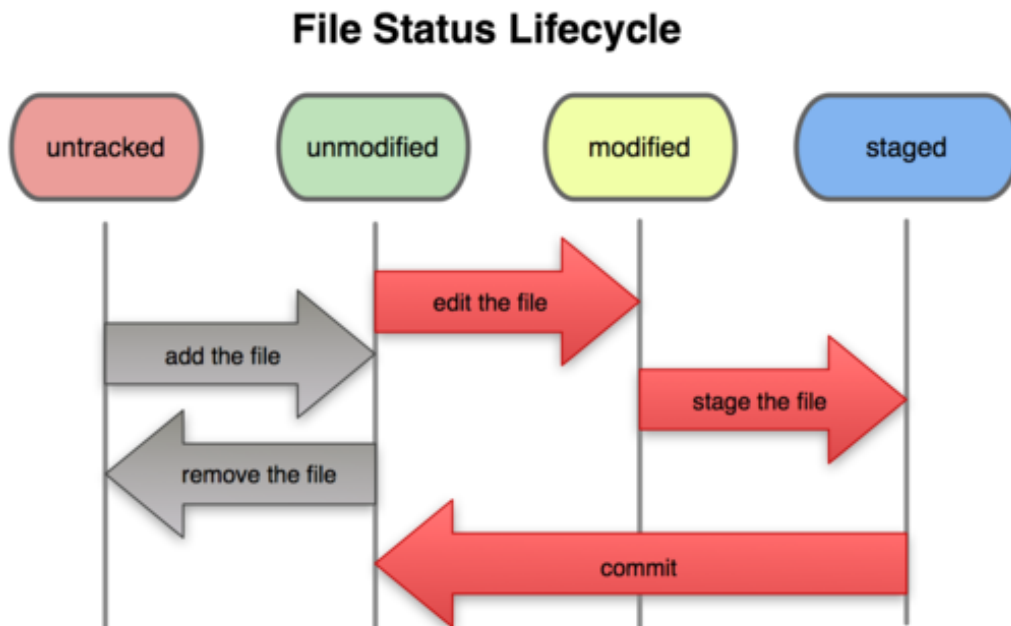 File Status Lifecycle
untracked
unmodified
modified
staged
edit the file
add the file
stage the file
remove the file
commit